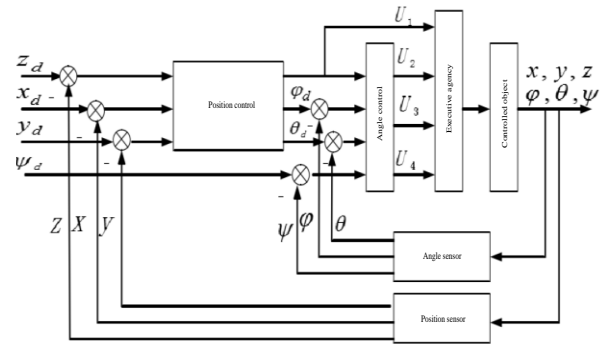 z_d
x_d
y_d
ψ_d
Position control
φ_d
θ_d
Angle control
U_1
U_2
U_3
U_4
Executive agency
Controlled object
x, y, z
φ, θ, ψ
Z X y
ψ φ θ
Angle sensor
Position sensor